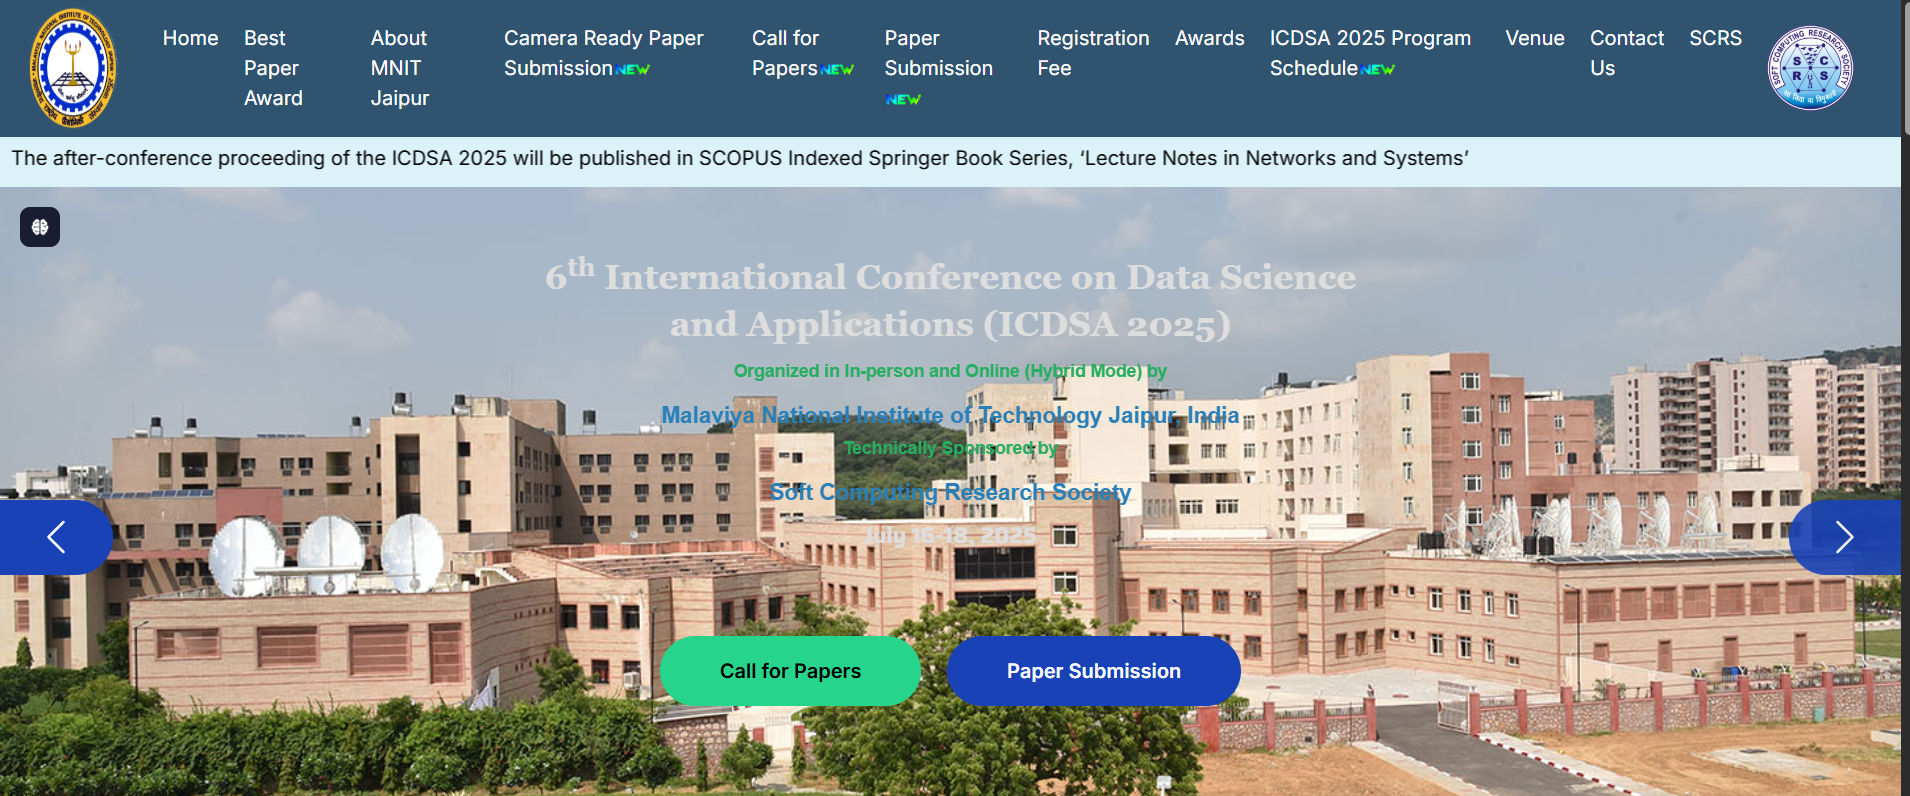 Home
Best Paper Award
About MNIT Jaipur
Camera Ready Paper Submission NEW
Call for Papers NEW
Paper Submission NEW
Registration Fee
Awards
ICDSA 2025 Program Schedule NEW
Venue
Contact Us
SCRS
SOFT COMPUTING RESEARCH SOCIETY
S C R S
The after-conference proceeding of the ICDSA 2025 will be published in SCOPUS Indexed Springer Book Series, ‘Lecture Notes in Networks and Systems’
6th International Conference on Data Science
and Applications (ICDSA 2025)
Organized in In-person and Online (Hybrid Mode) by
Malaviya National Institute of Technology Jaipur, India
Technically Sponsored by
Soft Computing Research Society
July 16-18, 2025
Call for Papers
Paper Submission